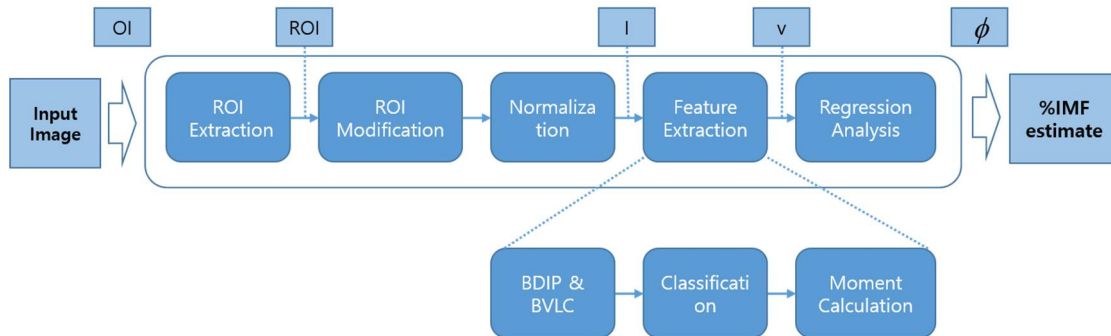 OI
ROI
I
v
ϕ
Input
Image
ROI
Extraction
ROI
Modification
Normaliza
tion
Feature
Extraction
Regression
Analysis
%IMF
estimate
BDIP &
BVLC
Classificati
on
Moment
Calculation